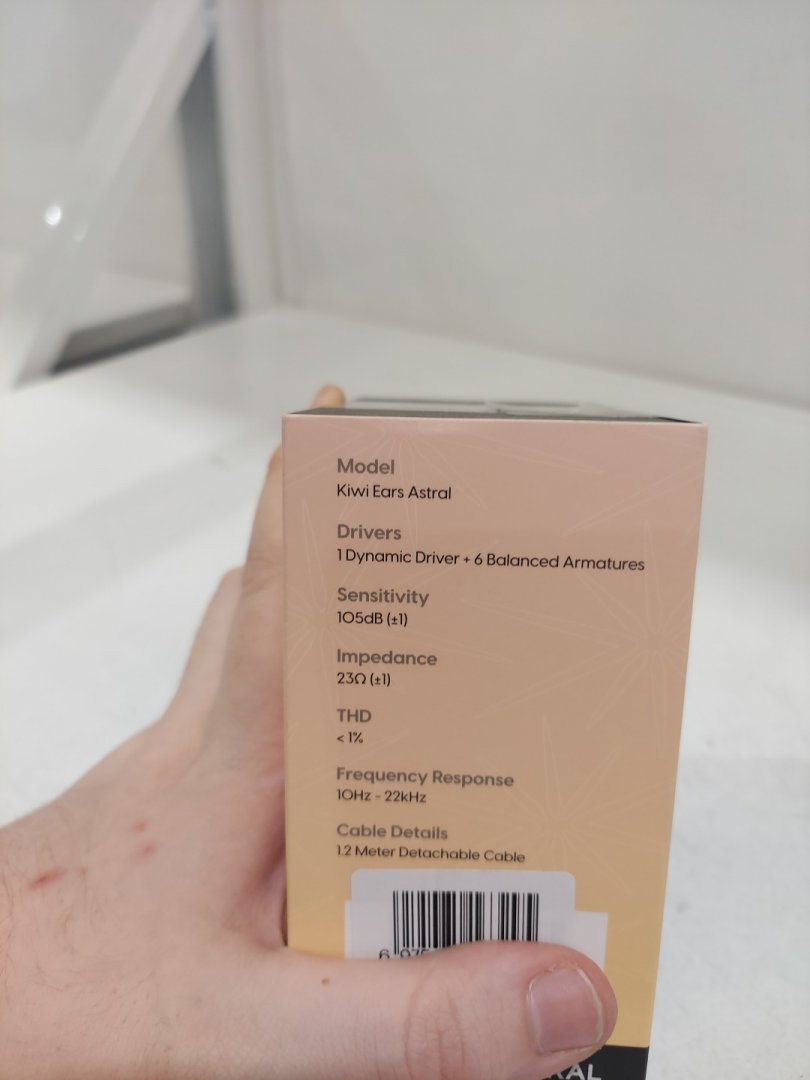 Model
Kiwi Ears Astral
Drivers
1 Dynamic Driver + 6 Balanced Armatures
Sensitivity
105dB (±1)
Impedance
23Ω (±1)
THD
< 1%
Frequency Response
10Hz - 22kHz
Cable Details
1.2 Meter Detachable Cable